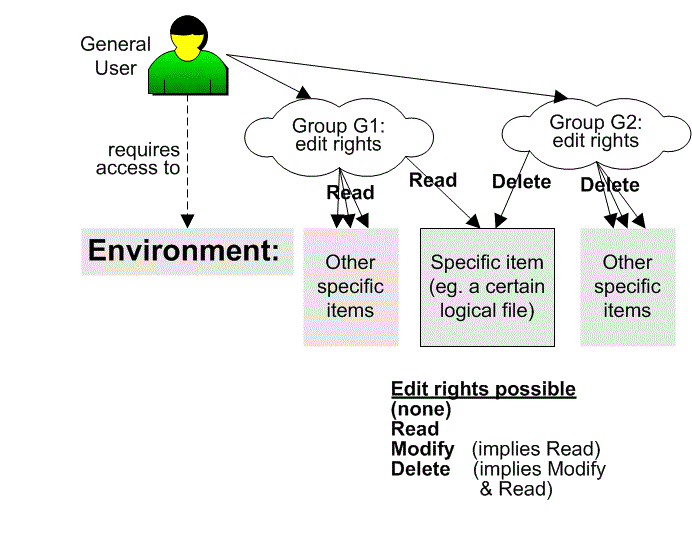 General
User
requires
access to
Group G1:
edit rights
Group G2:
edit rights
Read
Read
Delete
Delete
Environment:
Other
specific
items
Specific item
(eg. a certain
logical file)
Other
specific
items
Edit rights possible
(none)
Read
Modify (implies Read)
Delete (implies Modify
& Read)